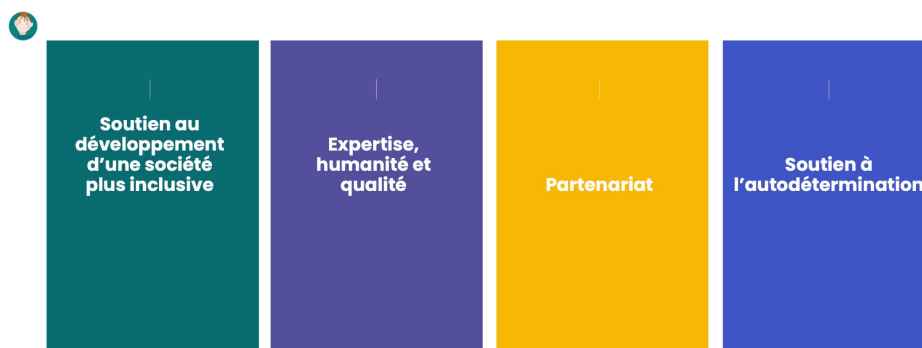 Soutien au
développement
d’une société
plus inclusive
Expertise,
humanité et
qualité
Partenariat
Soutien à
l’autodétermination